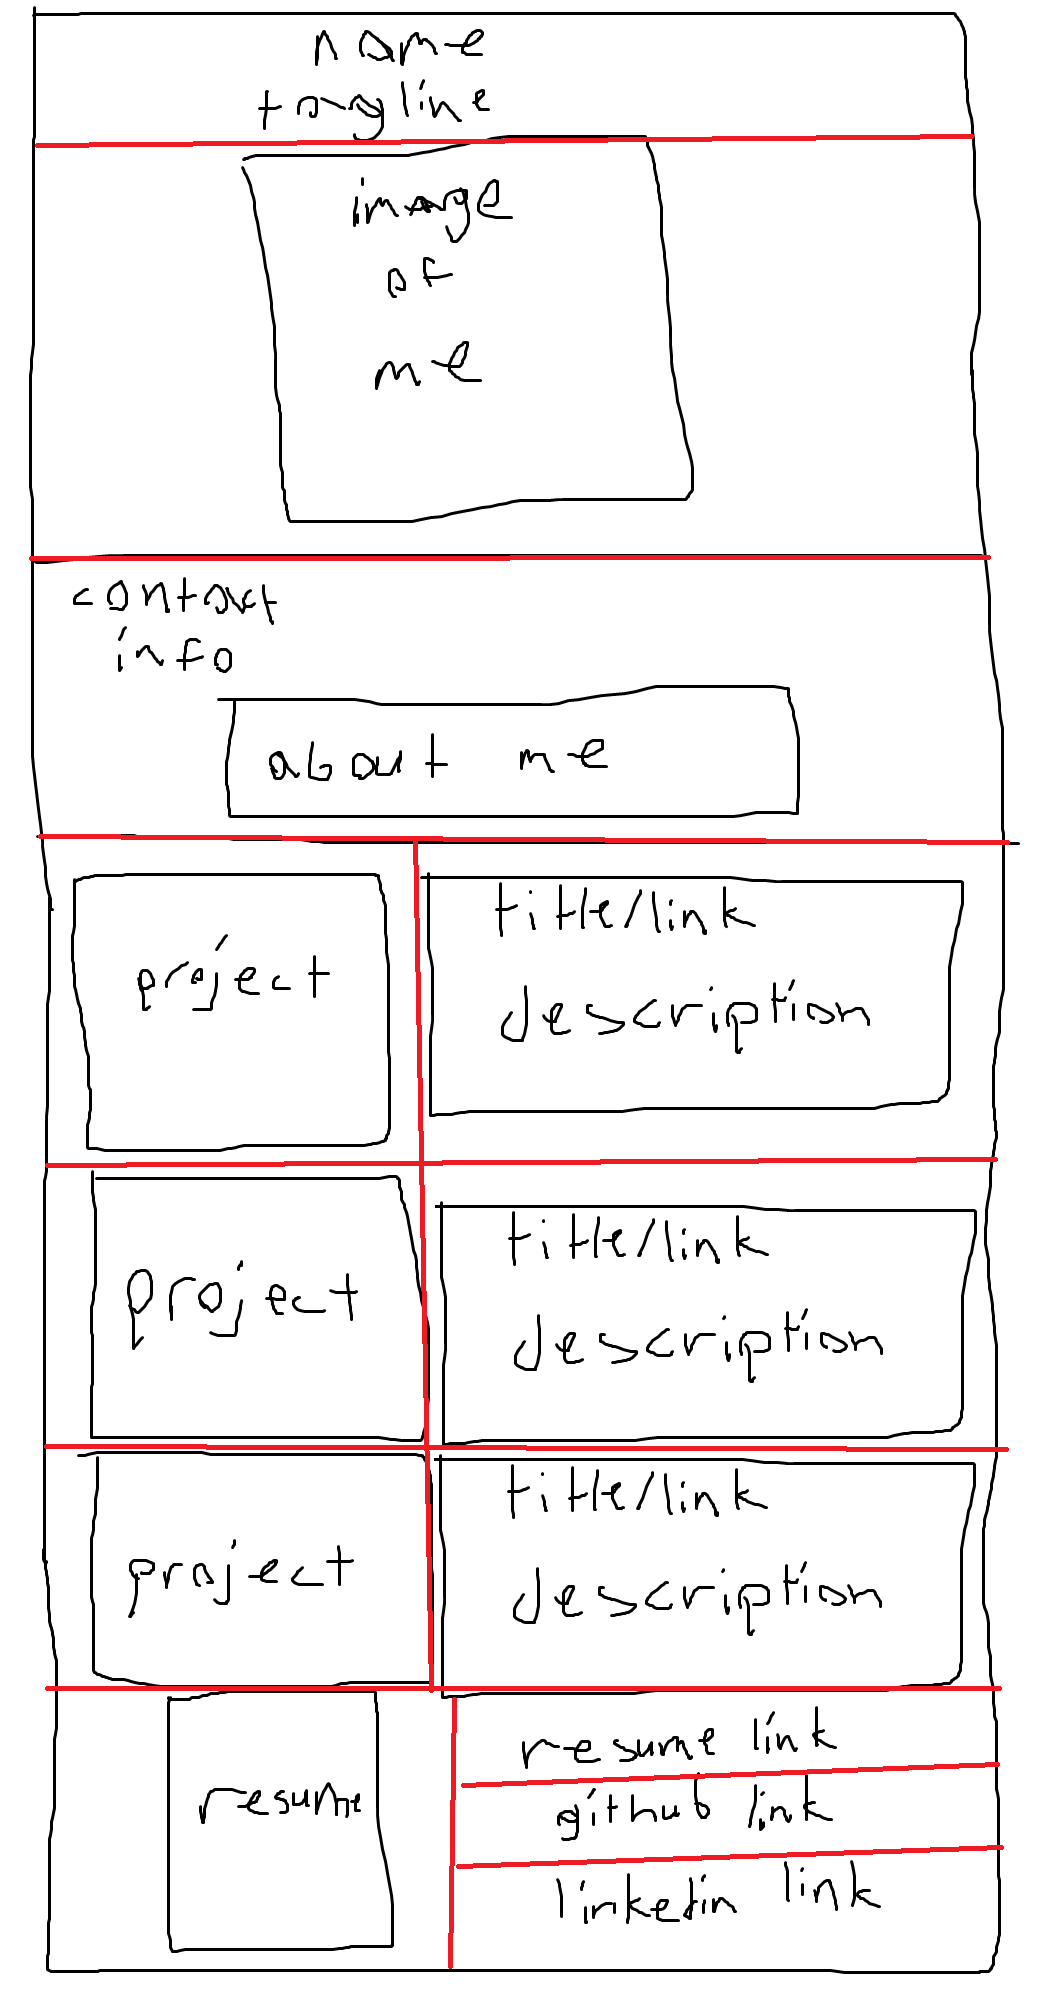 name
tagline
image
of
me
contact
info
about me
project
title/link
description
project
title/link
description
project
title/link
description
resume
resume link
github link
linkedin link